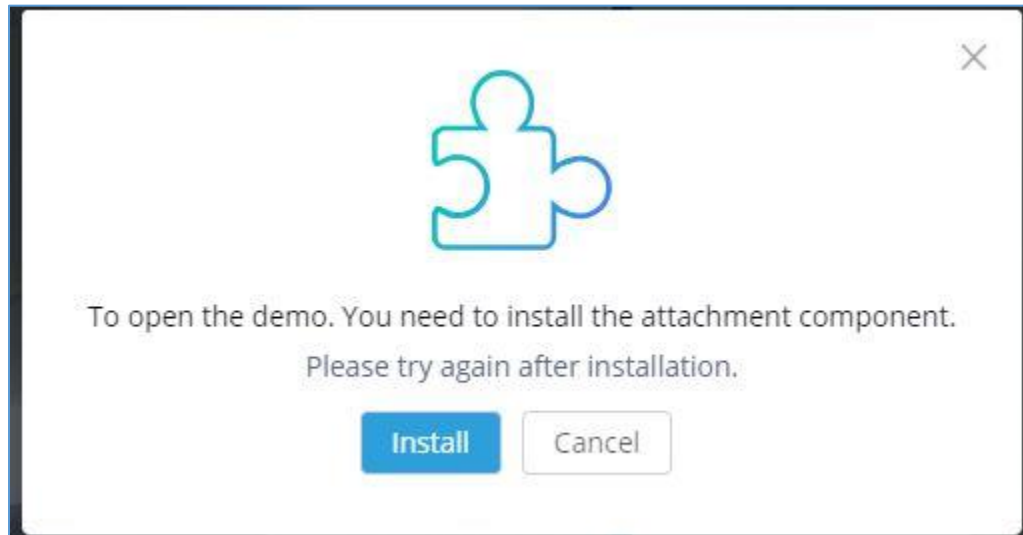 To open the demo. You need to install the attachment component.
Please try again after installation.
Install Cancel